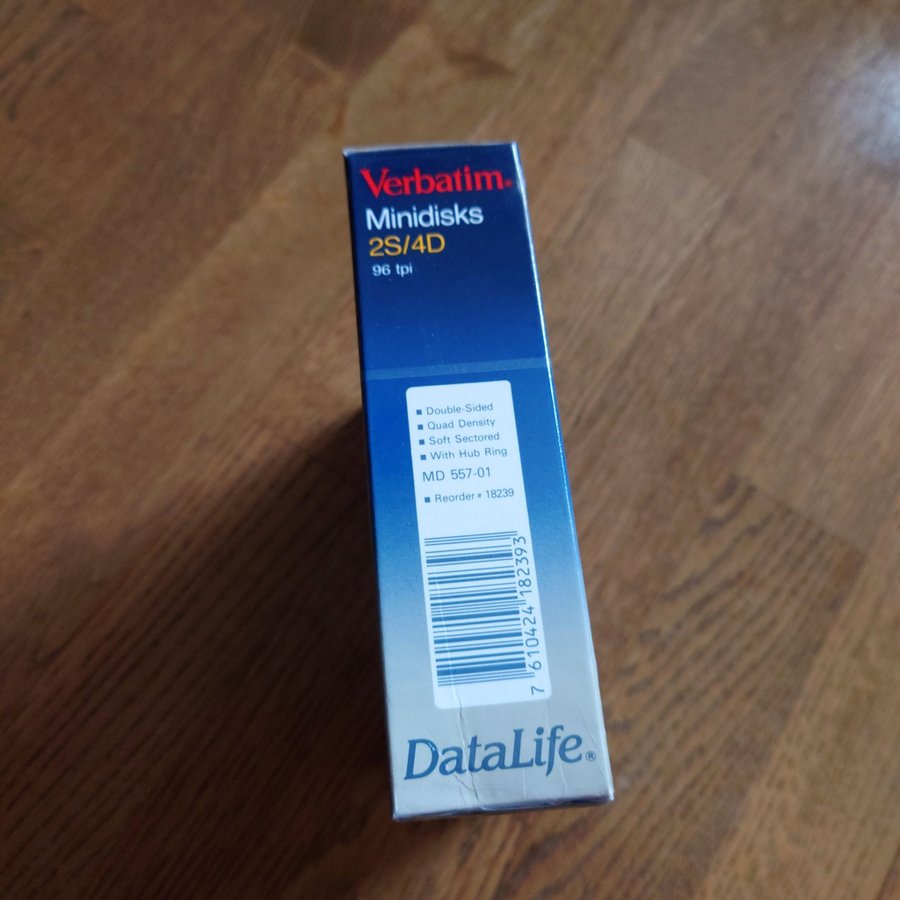 Verbatim®
Minidisks
2S/4D
96 tpi
▪ Double-Sided
▪ Quad Density
▪ Soft Sectored
▪ With Hub Ring
MD 557-01
▪ Reorder # 18239
7 610424 182393
DataLife®